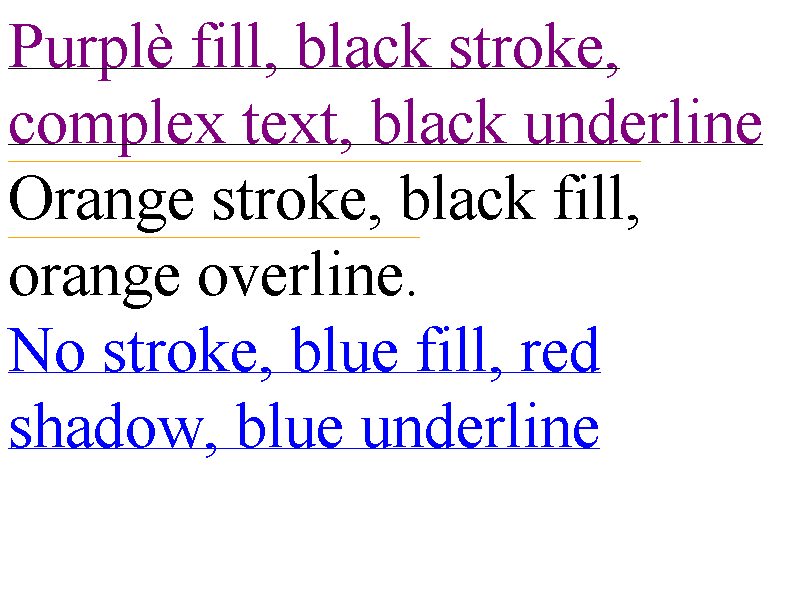 Purplè fill, black stroke,
complex text, black underline
Orange stroke, black fill,
orange overline.
No stroke, blue fill, red
shadow, blue underline